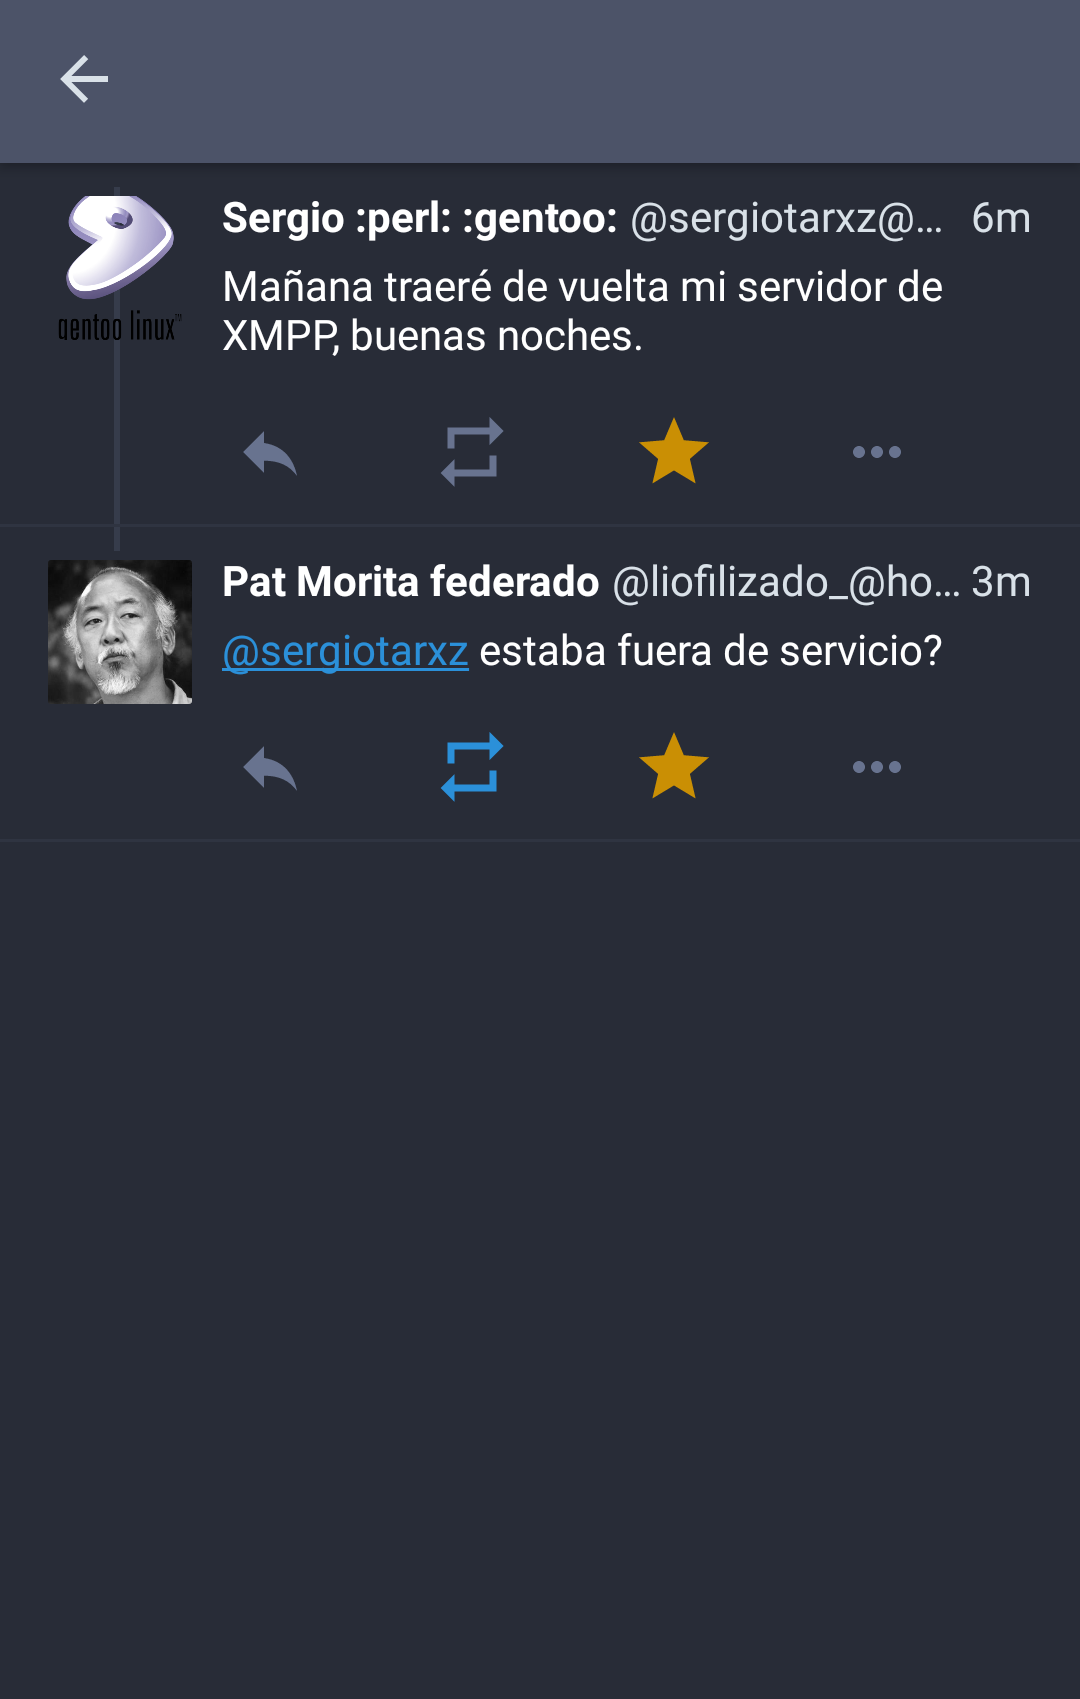 Sergio :perl: :gentoo: @sergiotarxz@... 6m
Mañana traeré de vuelta mi servidor de
XMPP, buenas noches.
gentoo linux™
Pat Morita federado @liofilizado_@ho... 3m
@sergiotarxz estaba fuera de servicio?